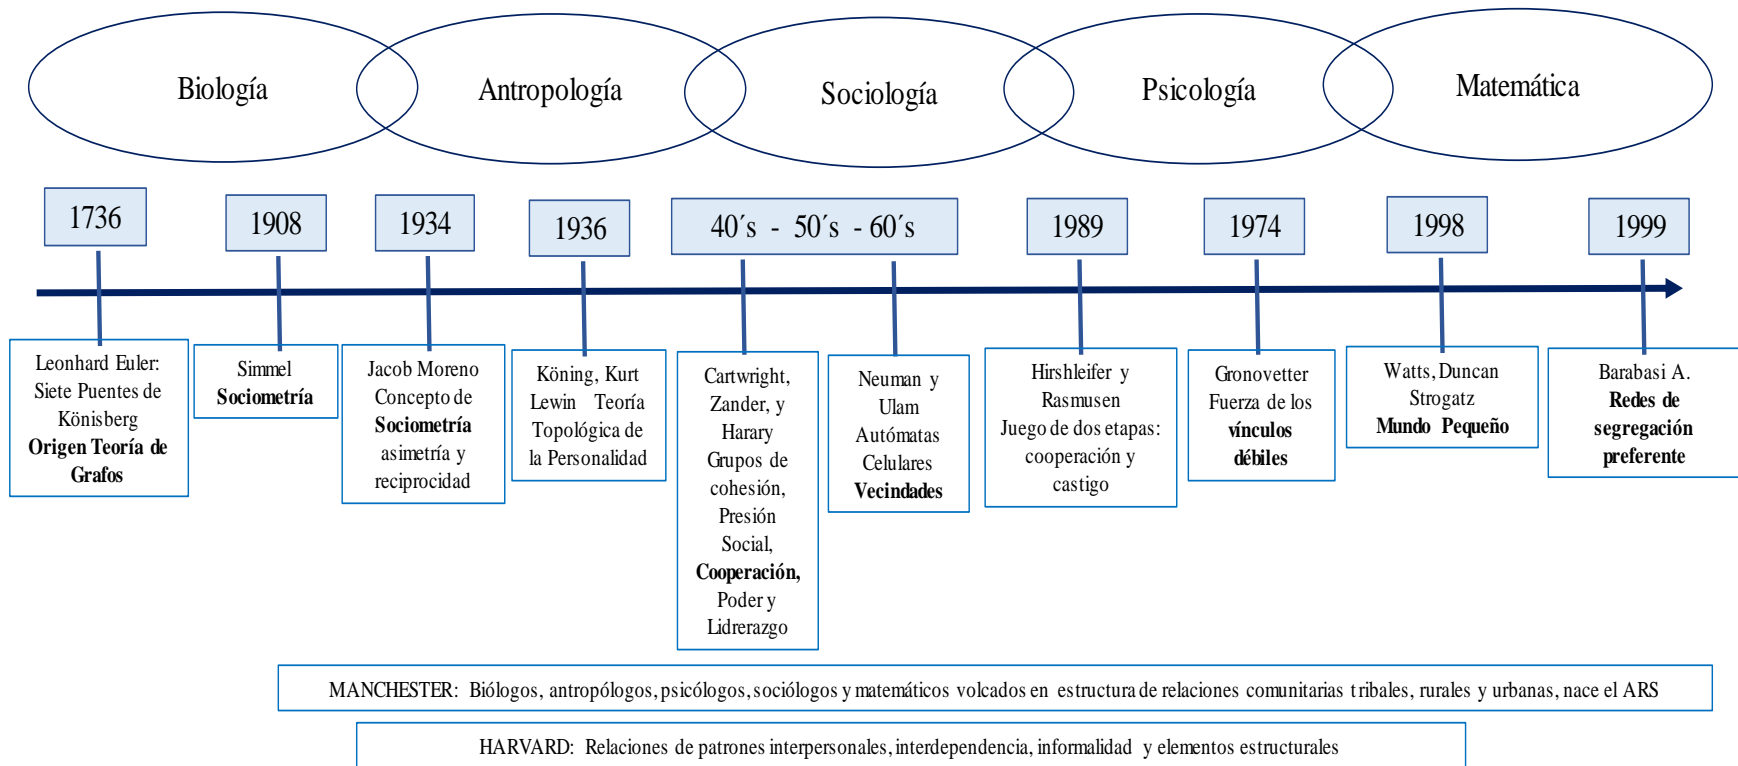 Biología
Antropología
Sociología
Psicología
Matemática
1736
1908
1934
1936
40´s - 50´s - 60´s
1989
1974
1998
1999
Leonhard Euler:
Siete Puentes de
Könisberg
Origen Teoría de
Grafos
Simmel
Sociometría
Jacob Moreno
Concepto de
Sociometría
asimetría y
reciprocidad
Köning, Kurt
Lewin Teoría
Topológica de
la Personalidad
Cartwright,
Zander, y
Harary
Grupos de
cohesión,
Presión
Social,
Cooperación,
Poder y
Lidrerazgo
Neuman y
Ulam
Autómatas
Celulares
Vecindades
Hirshleifer y
Rasmusen
Juego de dos etapas:
cooperación y
castigo
Gronovetter
Fuerza de los
vínculos
débiles
Watts, Duncan
Strogatz
Mundo Pequeño
Barabasi A.
Redes de
segregación
preferente
MANCHESTER: Biólogos, antropólogos, psicólogos, sociólogos y matemáticos volcados en estructura de relaciones comunitarias tribales, rurales y urbanas, nace el ARS
HARVARD: Relaciones de patrones interpersonales, interdependencia, informalidad y elementos estructurales